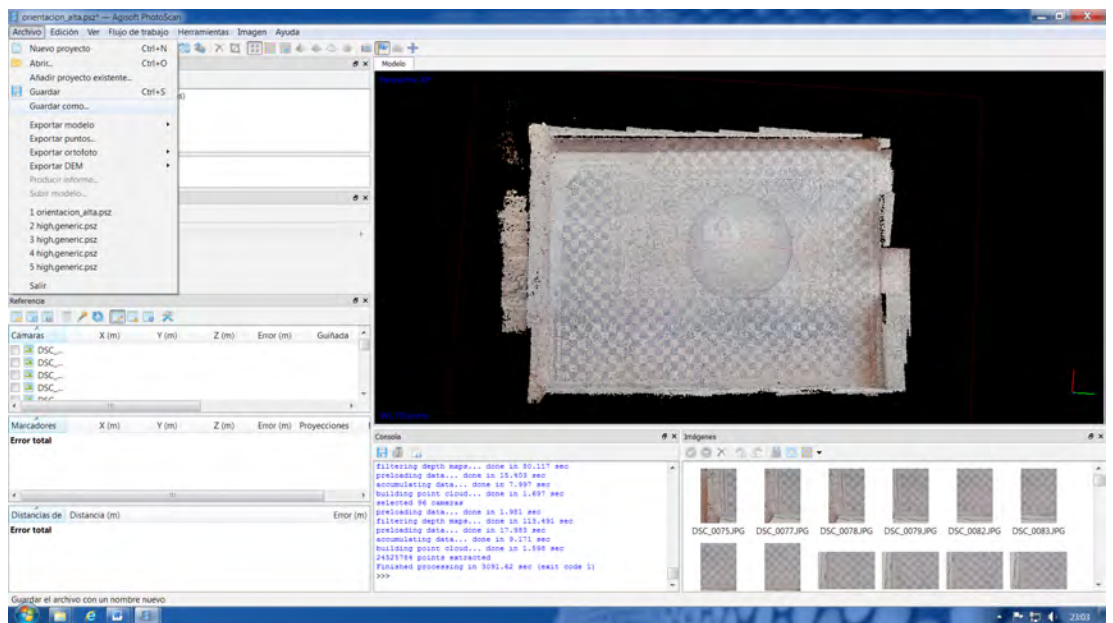 orientacion_alta.psz* — Agisoft PhotoScan
Archivo Edición Ver Flujo de trabajo Herramientas Imagen Ayuda
Nuevo proyecto Ctrl+N
Abrir... Ctrl+O
Añadir proyecto existente...
Guardar Ctrl+S
Guardar como...
Exportar modelo
Exportar puntos...
Exportar ortofoto
Exportar DEM
Producir informe...
Subir modelo...
1 orientacion_alta.psz
2 high.generic.psz
3 high.generic.psz
4 high.generic.psz
5 high.generic.psz
Salir
Modelo
Referencia
Cámaras X (m) Y (m) Z (m) Error (m) Guiñada
DSC_...
DSC_...
DSC_...
DSC_...
Marcadores X (m) Y (m) Z (m) Error (m) Proyecciones
Error total
Distancias de Distancia (m) Error (m)
Error total
Consola
filtering depth maps... done in 80.117 sec
preloading data... done in 15.403 sec
accumulating data... done in 7.997 sec
building point cloud... done in 1.697 sec
selected 96 cameras
preloading data... done in 1.981 sec
filtering depth maps... done in 113.491 sec
preloading data... done in 17.983 sec
accumulating data... done in 9.171 sec
building point cloud... done in 1.598 sec
24525784 points extracted
Finished processing in 3091.62 sec (exit code 1)
>>>
Imágenes
DSC_0075.JPG DSC_0077.JPG DSC_0078.JPG DSC_0079.JPG DSC_0082.JPG DSC_0083.JPG
Guardar el archivo con un nombre nuevo
23:03